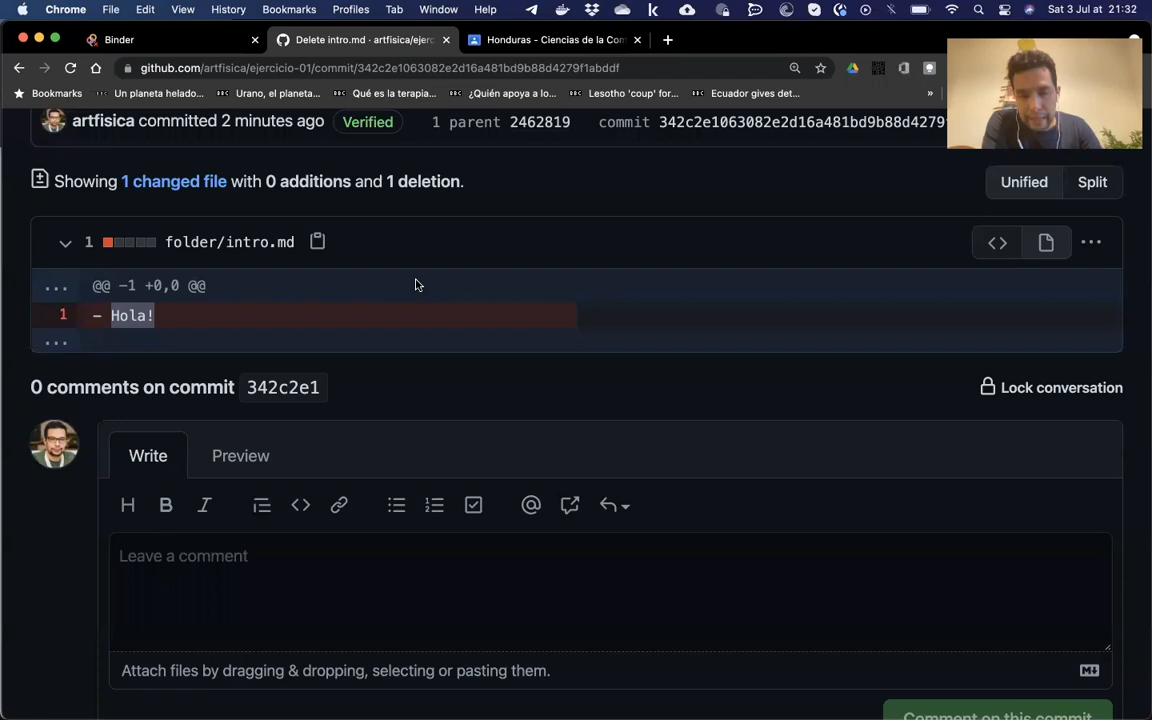 Chrome File Edit View History Bookmarks Profiles Tab Window Help Sat 3 Jul at 21:32
Binder
Delete intro.md · artfisica/ejerc
Honduras - Ciencias de la Com
github.com/artfisica/ejercicio-01/commit/342c2e1063082e2d16a481bd9b88d4279f1abddf
Bookmarks Un planeta helado... Urano, el planeta... Qué es la terapia... ¿Quién apoya a lo... Lesotho 'coup' for... Ecuador gives det... »
artfisica committed 2 minutes ago Verified 1 parent 2462819 commit 342c2e1063082e2d16a481bd9b88d4279
Showing 1 changed file with 0 additions and 1 deletion. Unified Split
1 folder/intro.md
... @@ -1 +0,0 @@
1 - Hola!
...
0 comments on commit 342c2e1 Lock conversation
Write Preview
Leave a comment
Attach files by dragging & dropping, selecting or pasting them.
Comment on this commit